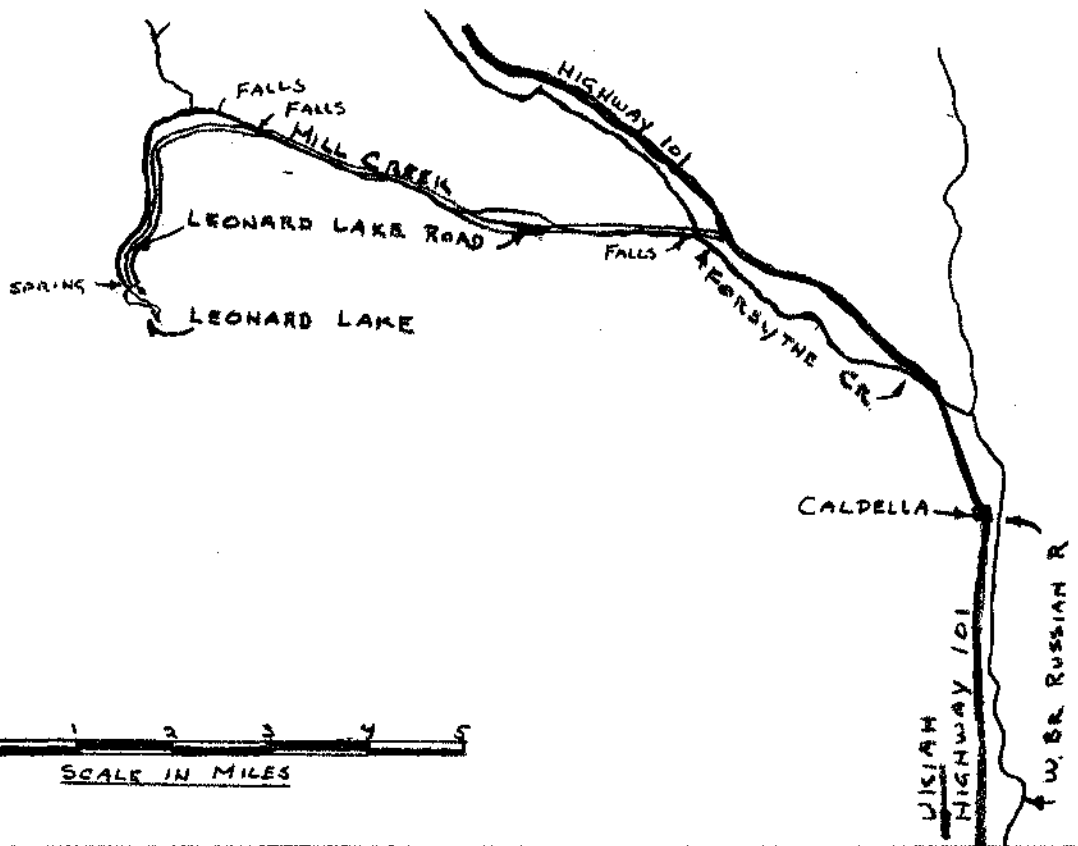 FALLS
FALLS
HIGHWAY 101
MILL CREEK
LEONARD LAKE ROAD
FALLS
SPRING
LEONARD LAKE
FORSYTHE CR.
CALDELLA
W. BR RUSSIAN R
UKIAH
HIGHWAY 101
1 2 3 4 5
SCALE IN MILES